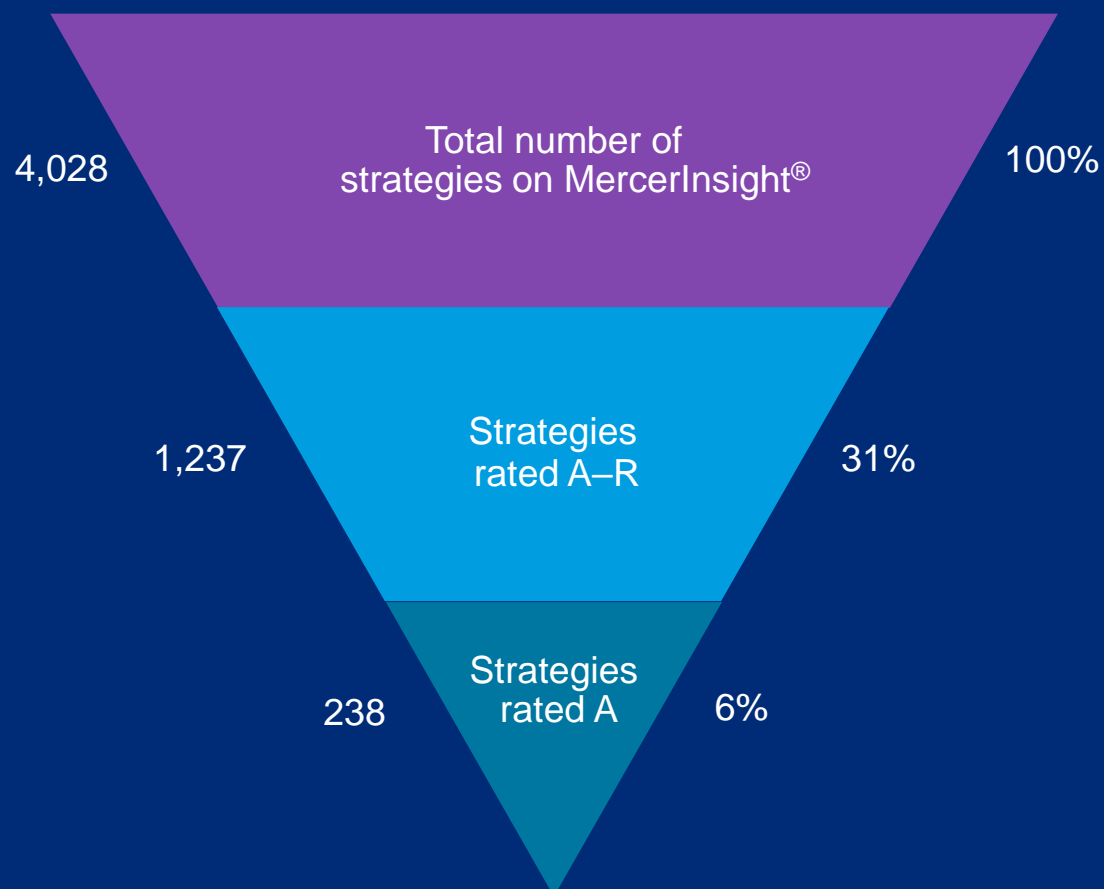 4,028
Total number of
strategies on MercerInsight®
100%
1,237
Strategies
rated A–R
31%
238
Strategies
rated A
6%